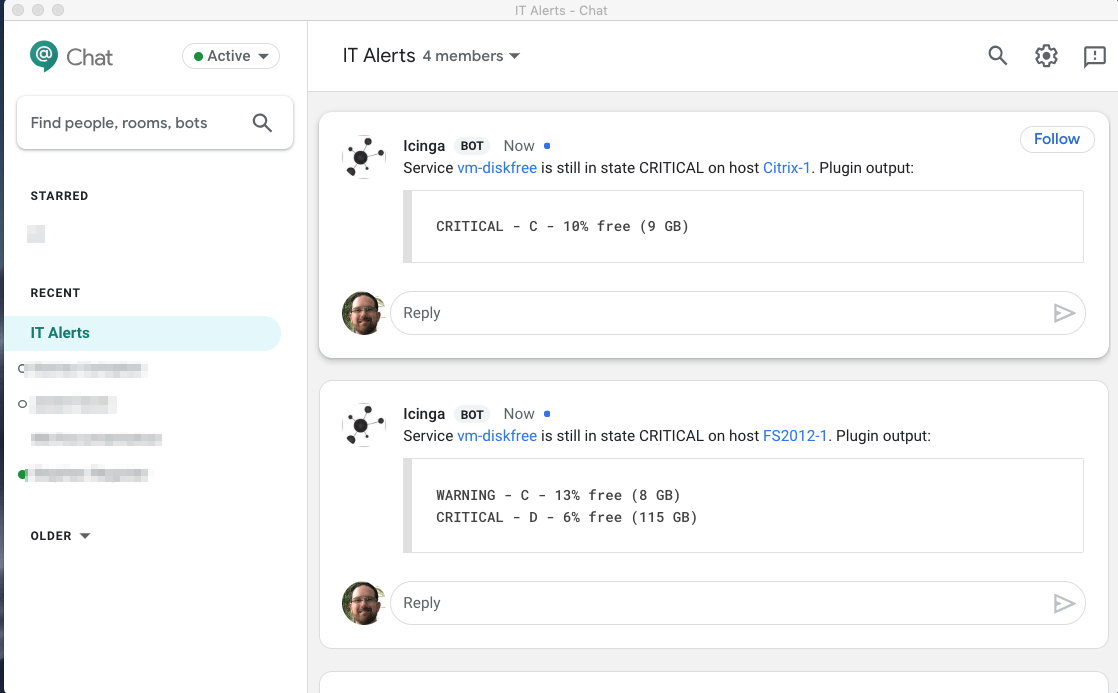 IT Alerts - Chat
@ Chat
Active
Find people, rooms, bots
STARRED
RECENT
IT Alerts
OLDER
IT Alerts 4 members
Icinga BOT Now
Follow
Service vm-diskfree is still in state CRITICAL on host Citrix-1. Plugin output:
CRITICAL - C - 10% free (9 GB)
Reply
Icinga BOT Now
Service vm-diskfree is still in state CRITICAL on host FS2012-1. Plugin output:
WARNING - C - 13% free (8 GB)
CRITICAL - D - 6% free (115 GB)
Reply